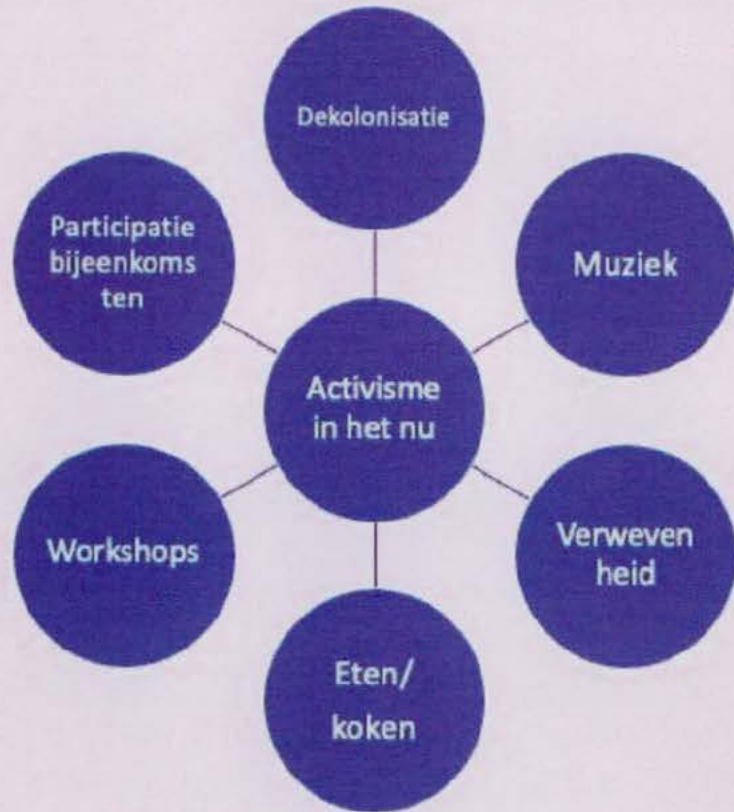 Dekolonisatie
Muziek
Verweven
heid
Eten/
koken
Workshops
Participatie
bijeenkoms
ten
Activisme
in het nu